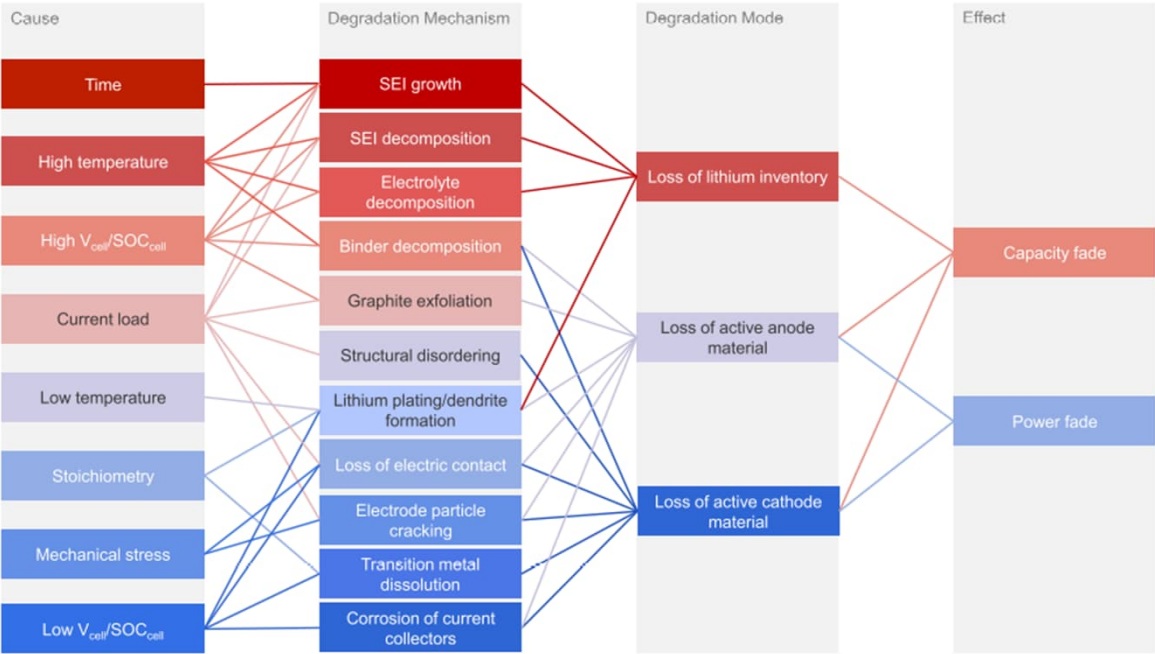 Cause
Degradation Mechanism
Degradation Mode
Effect
Time
High temperature
High Vcell/SOCcell
Current load
Low temperature
Stoichiometry
Mechanical stress
Low Vcell/SOCcell
SEI growth
SEI decomposition
Electrolyte
decomposition
Binder decomposition
Graphite exfoliation
Structural disordering
Lithium plating/dendrite
formation
Loss of electric contact
Electrode particle
cracking
Transition metal
dissolution
Corrosion of current
collectors
Loss of lithium inventory
Loss of active anode
material
Loss of active cathode
material
Capacity fade
Power fade